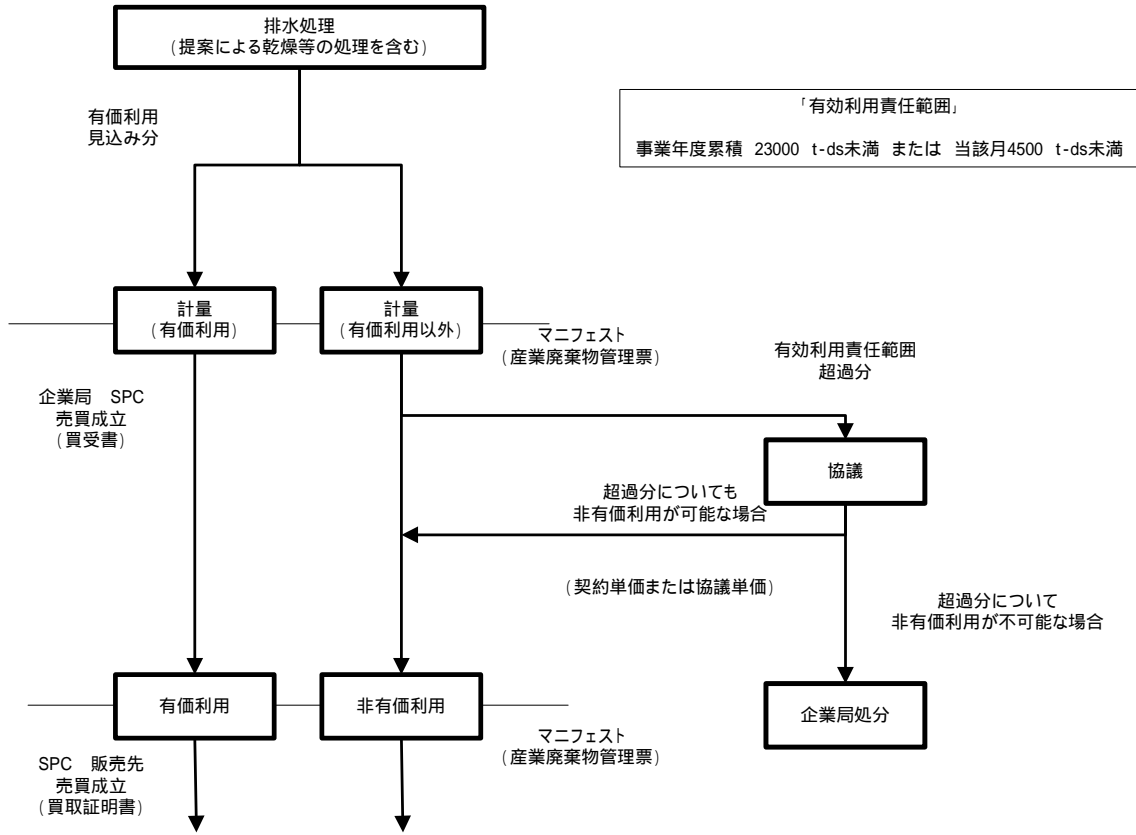 排水処理
(提案による乾燥等の処理を含む)
有価利用
見込み分
「有効利用責任範囲」
事業年度累積 23000 t-ds未満 または 当該月4500 t-ds未満
計量
(有価利用)
計量
(有価利用以外)
マニフェスト
(産業廃棄物管理票)
有効利用責任範囲
超過分
企業局 SPC
売買成立
(買受書)
協議
超過分についても
非有価利用が可能な場合
(契約単価または協議単価)
超過分について
非有価利用が不可能な場合
有価利用
非有価利用
企業局処分
マニフェスト
(産業廃棄物管理票)
SPC 販売先
売買成立
(買取証明書)